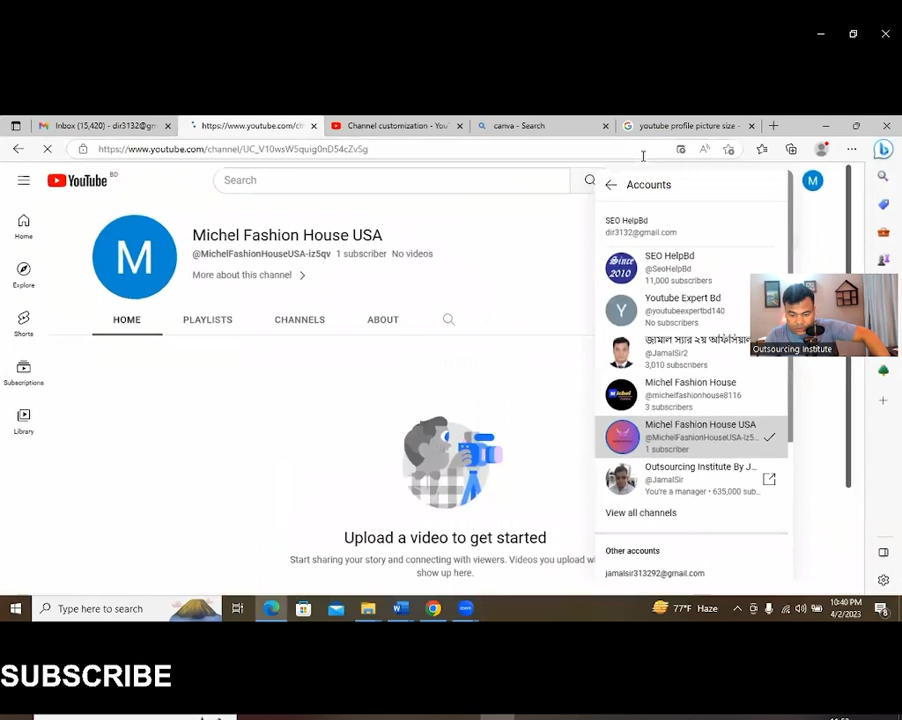 Inbox (15,420) - dir3132@gm
https://www.youtube.com/ch
Channel customization - You
canva - Search
youtube profile picture size -
https://www.youtube.com/channel/UC_V10wsW5quig0nD54cZvSg
YouTube BD
Search
Accounts
M
SEO HelpBd
dir3132@gmail.com
Home
Explore
Shorts
Subscriptions
Library
M
Michel Fashion House USA
@MichelFashionHouseUSA-iz5qv 1 subscriber No videos
More about this channel
HOME
PLAYLISTS
CHANNELS
ABOUT
Since
2010
SEO HelpBd
@SeoHelpBd
11,000 subscribers
Y
Youtube Expert Bd
@youtubeexpertbd140
No subscribers
জামাল স্যার ২য় আফিসিয়াল
@JamalSir2
3,010 subscribers
Michel
Michel Fashion House
@michelfashionhouse8116
3 subscribers
Michel Fashion House USA
@MichelFashionHouseUSA-iz5...
1 subscriber
Outsourcing Institute By J...
@JamalSir
You're a manager • 635,000 sub...
View all channels
Other accounts
jamalsir313292@gmail.com
Outsourcing Institute
Upload a video to get started
Start sharing your story and connecting with viewers. Videos you upload w
show up here.
Type here to search
77°F Haze
10:40 PM
4/2/2023
8
SUBSCRIBE